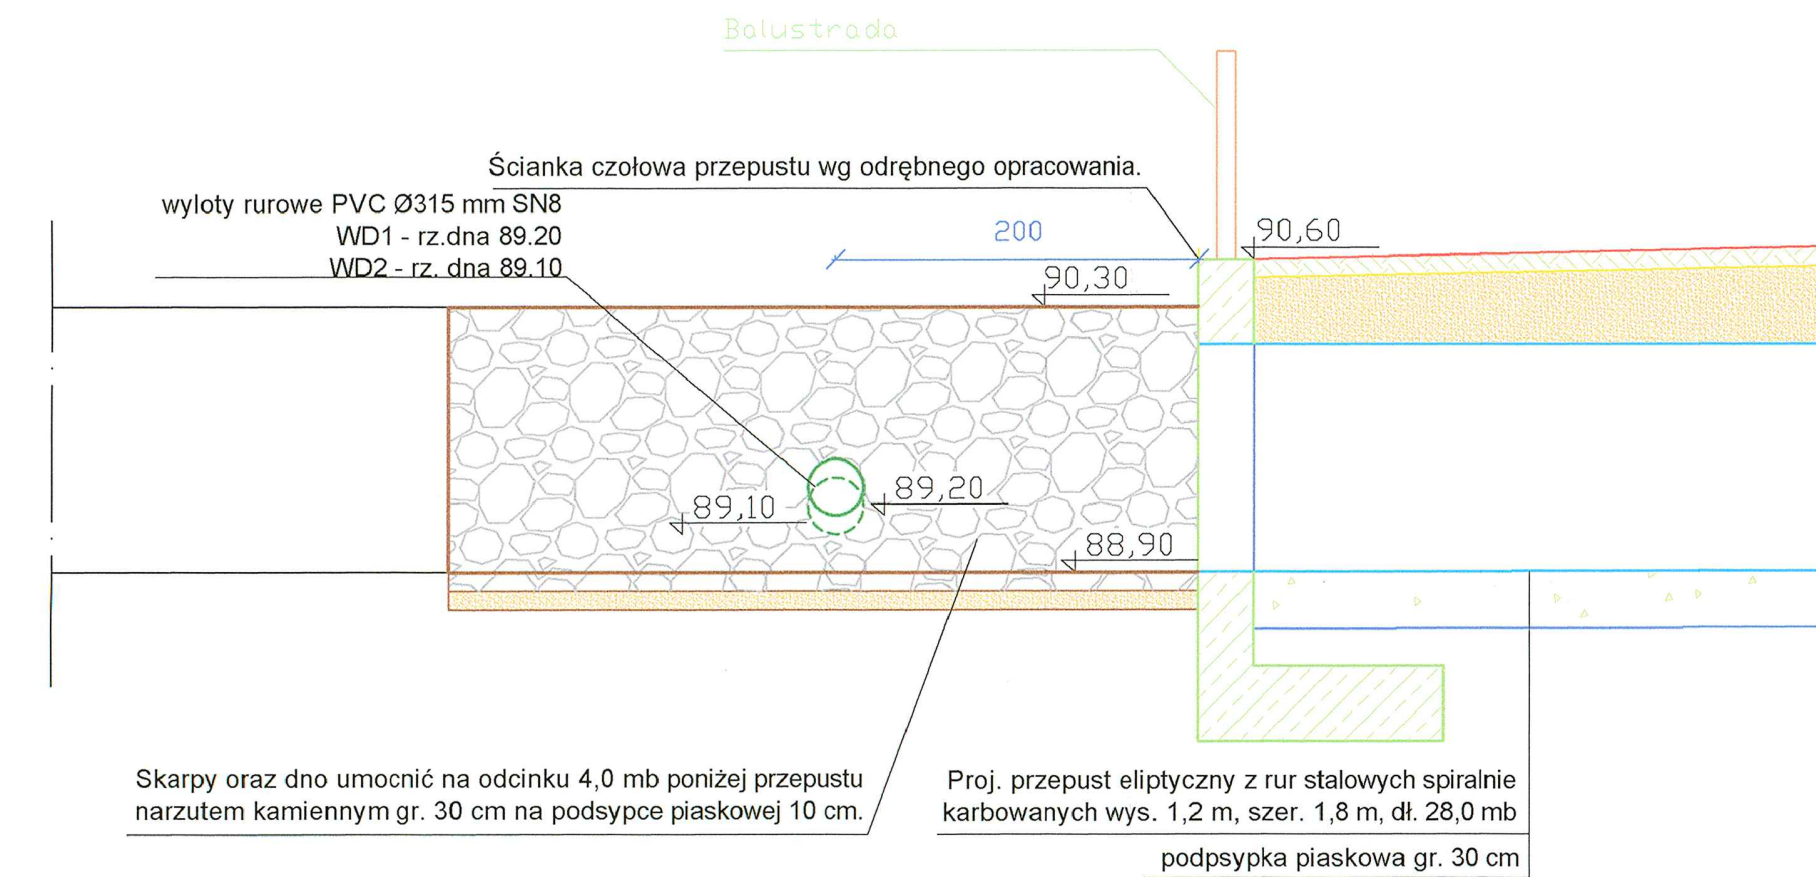 Balustrada
Ścianka czołowa przepustu wg odrębnego opracowania.
wyloty rurowe PVC Ø315 mm SN8
WD1 - rz.dna 89.20
WD2 - rz. dna 89.10
200
90,60
90,30
89,20
89,10
88,90
Skarpy oraz dno umocnić na odcinku 4,0 mb poniżej przepustu
narzutem kamiennym gr. 30 cm na podsypce piaskowej 10 cm.
Proj. przepust eliptyczny z rur stalowych spiralnie
karbowanych wys. 1,2 m, szer. 1,8 m, dł. 28,0 mb
podpsypka piaskowa gr. 30 cm